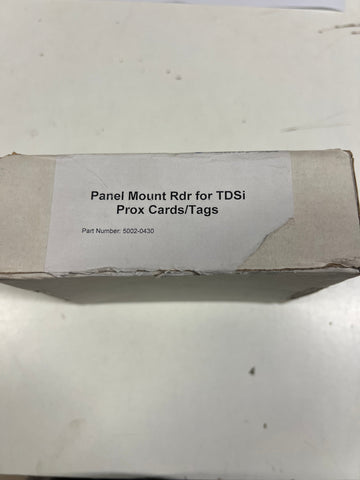 Panel Mount Rdr for TDSi
Prox Cards/Tags
Part Number: 5002-0430